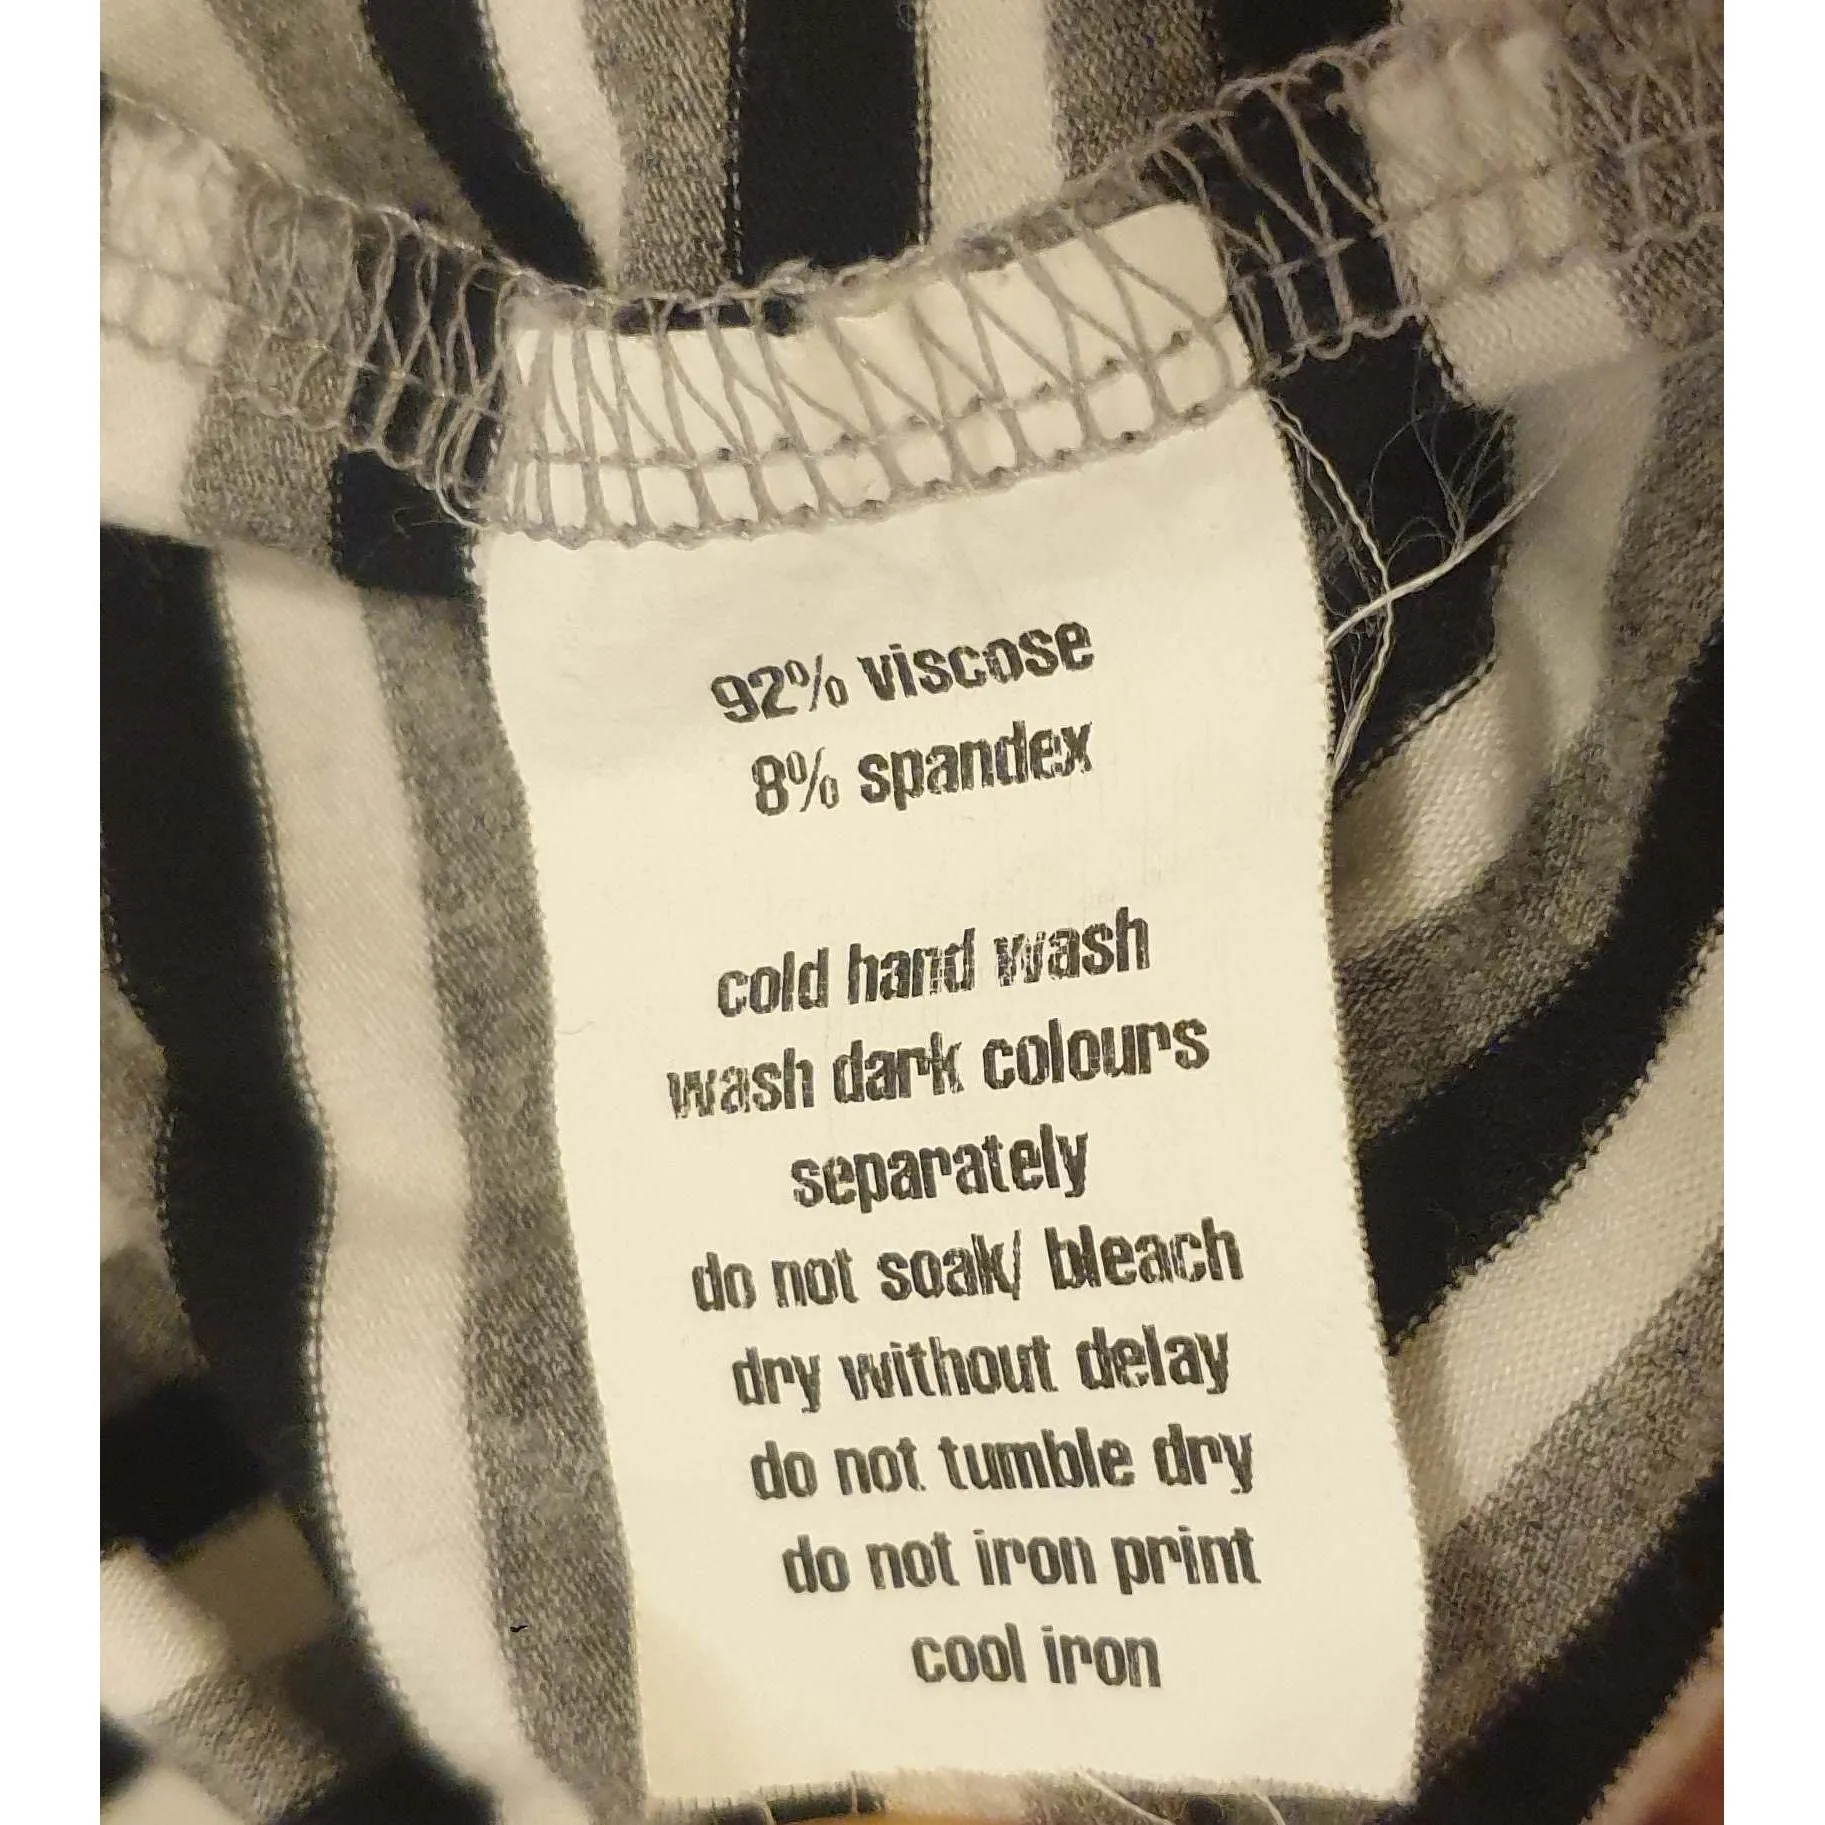 92% viscose
8% spandex
cold hand wash
wash dark colours
separately
do not soak/ bleach
dry without delay
do not tumble dry
do not iron print
cool iron